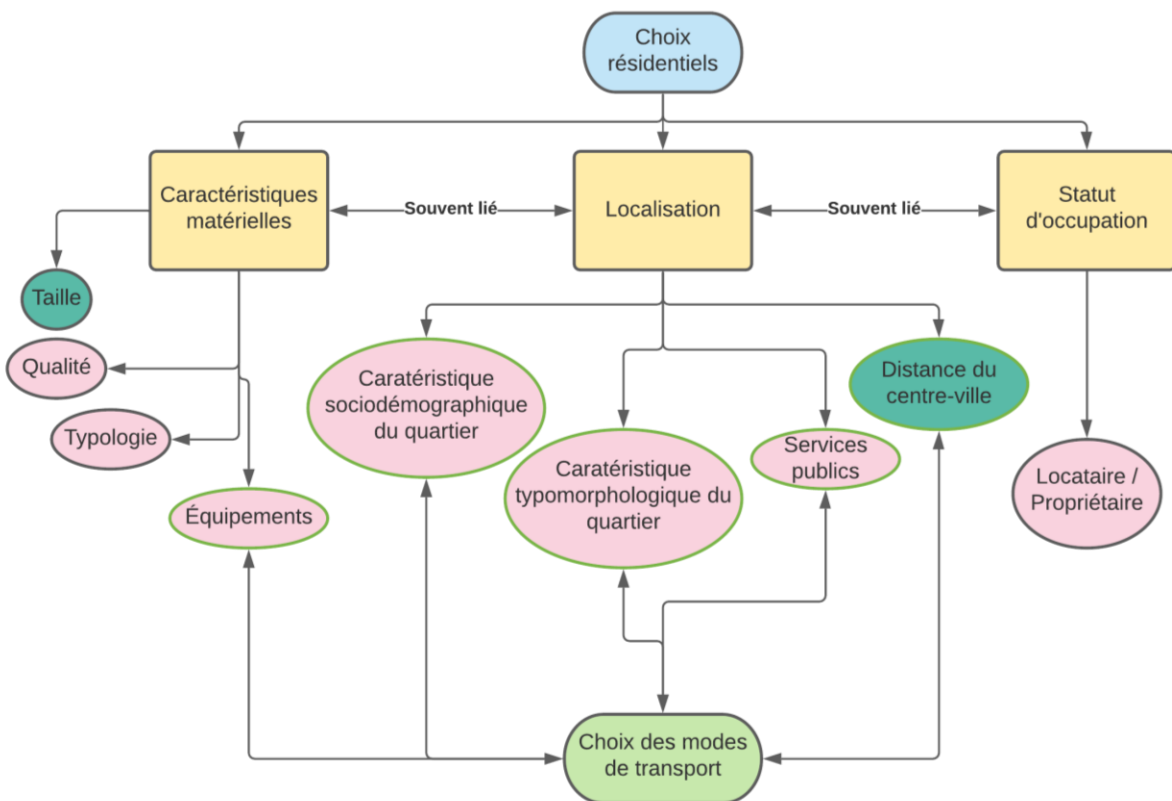 Choix
résidentiels
Caractéristiques
matérielles
Souvent lié
Localisation
Souvent lié
Statut
d'occupation
Taille
Qualité
Typologie
Équipements
Caratéristique
sociodémographique
du quartier
Caratéristique
typomorphologique du
quartier
Services
publics
Distance du
centre-ville
Locataire /
Propriétaire
Choix des modes
de transport